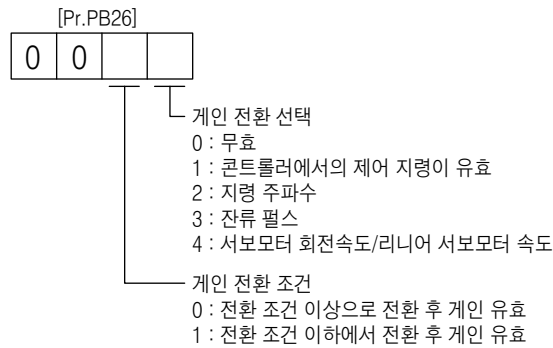 [Pr.PB26]
0 0
게인 전환 선택
0 : 무효
1 : 콘트롤러에서의 제어 지령이 유효
2 : 지령 주파수
3 : 잔류 펄스
4 : 서보모터 회전속도/리니어 서보모터 속도
게인 전환 조건
0 : 전환 조건 이상으로 전환 후 게인 유효
1 : 전환 조건 이하에서 전환 후 게인 유효